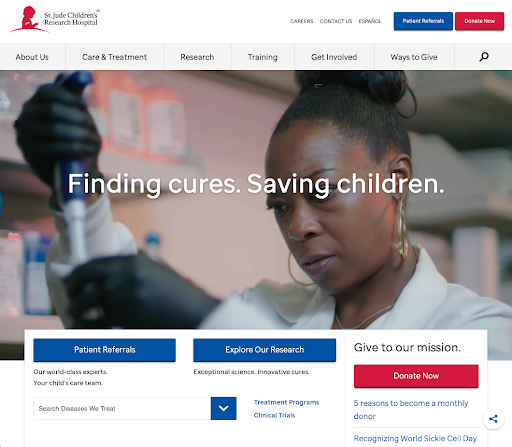 St. Jude Children's
Research Hospital
CAREERS CONTACT US ESPAÑOL
Patient Referrals
Donate Now
About Us
Care & Treatment
Research
Training
Get Involved
Ways to Give
Finding cures. Saving children.
Patient Referrals
Our world-class experts.
Your child's care team.
Explore Our Research
Exceptional science. Innovative cures.
Search Diseases We Treat
Treatment Programs
Clinical Trials
Give to our mission.
Donate Now
5 reasons to become a monthly
donor
Recognizing World Sickle Cell Day